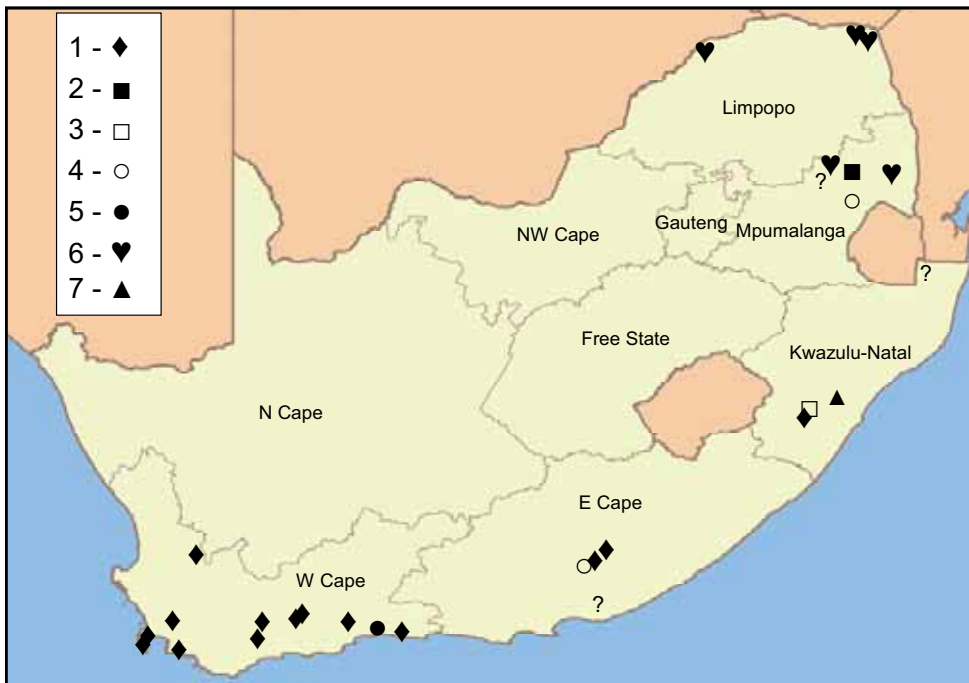 1 - ♦
2 - ■
3 - □
4 - ○
5 - ●
6 - ♥
7 - ▲
Limpopo
?
NW Cape
Gauteng
Mpumalanga
?
Free State
Kwazulu-Natal
N Cape
E Cape
W Cape
?